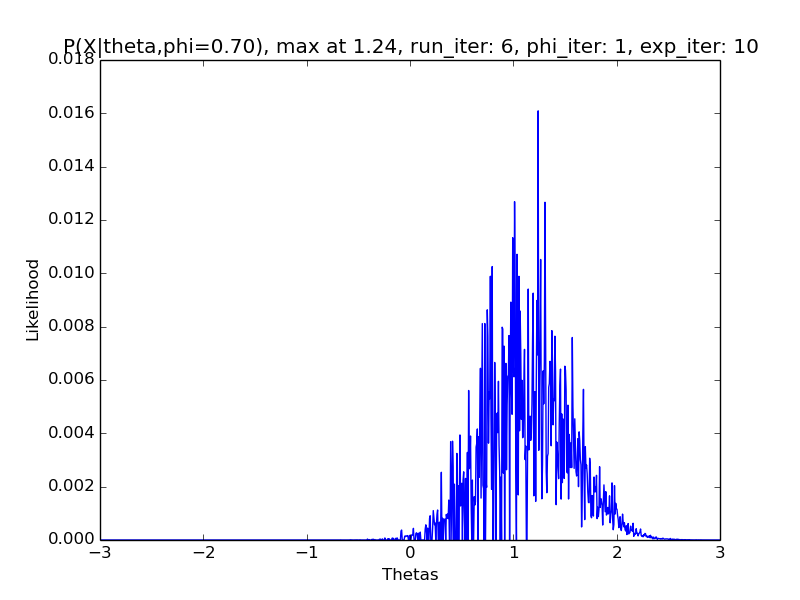 P(X|theta,phi=0.70), max at 1.24, run_iter: 6, phi_iter: 1, exp_iter: 10
0.018
0.016
0.014
0.012
0.010
0.008
0.006
0.004
0.002
0.000
Likelihood
−3 −2 −1 0 1 2 3
Thetas